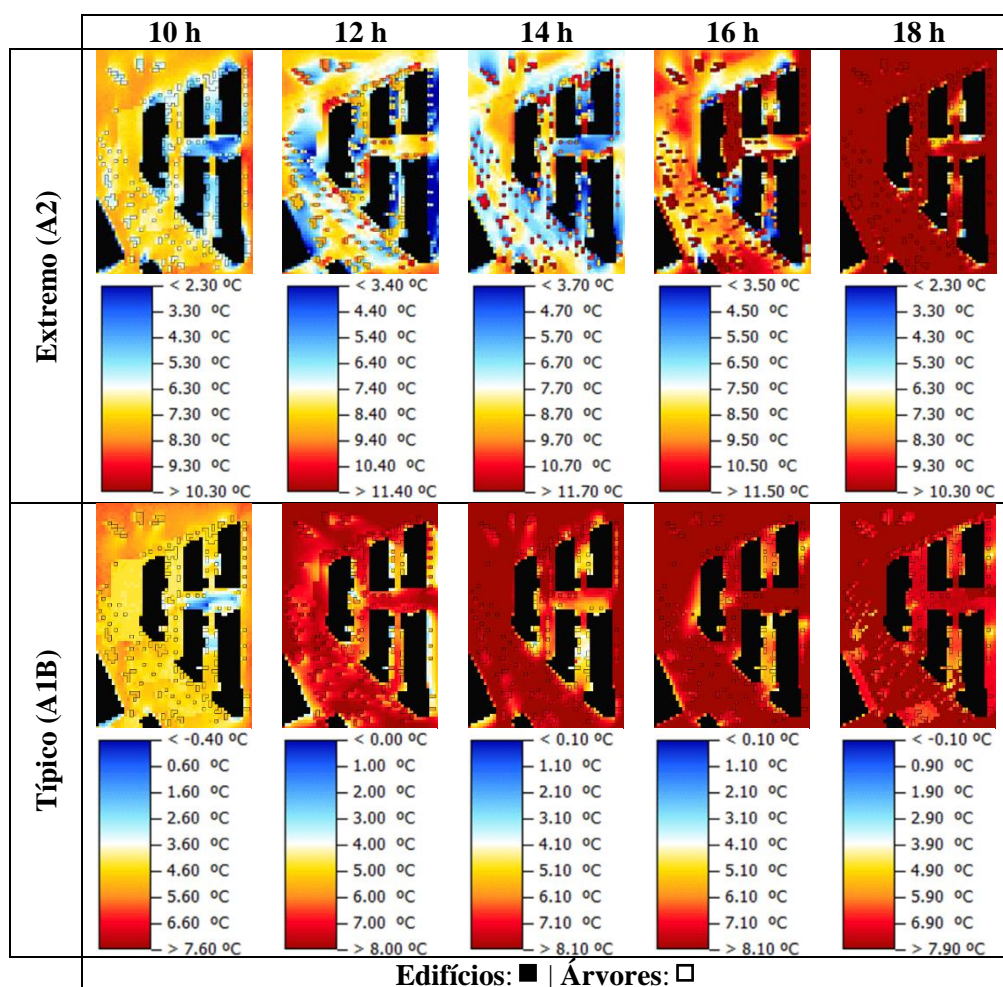 10 h 12 h 14 h 16 h 18 h
Extremo (A2)
< 2.30 ºC < 3.40 ºC < 3.70 ºC < 3.50 ºC < 2.30 ºC
3.30 ºC 4.40 ºC 4.70 ºC 4.50 ºC 3.30 ºC
4.30 ºC 5.40 ºC 5.70 ºC 5.50 ºC 4.30 ºC
5.30 ºC 6.40 ºC 6.70 ºC 6.50 ºC 5.30 ºC
6.30 ºC 7.40 ºC 7.70 ºC 7.50 ºC 6.30 ºC
7.30 ºC 8.40 ºC 8.70 ºC 8.50 ºC 7.30 ºC
8.30 ºC 9.40 ºC 9.70 ºC 9.50 ºC 8.30 ºC
9.30 ºC 10.40 ºC 10.70 ºC 10.50 ºC 9.30 ºC
> 10.30 ºC > 11.40 ºC > 11.70 ºC > 11.50 ºC > 10.30 ºC
Típico (A1B)
< -0.40 ºC < 0.00 ºC < 0.10 ºC < 0.10 ºC < -0.10 ºC
0.60 ºC 1.00 ºC 1.10 ºC 1.10 ºC 0.90 ºC
1.60 ºC 2.00 ºC 2.10 ºC 2.10 ºC 1.90 ºC
2.60 ºC 3.00 ºC 3.10 ºC 3.10 ºC 2.90 ºC
3.60 ºC 4.00 ºC 4.10 ºC 4.10 ºC 3.90 ºC
4.60 ºC 5.00 ºC 5.10 ºC 5.10 ºC 4.90 ºC
5.60 ºC 6.00 ºC 6.10 ºC 6.10 ºC 5.90 ºC
6.60 ºC 7.00 ºC 7.10 ºC 7.10 ºC 6.90 ºC
> 7.60 ºC > 8.00 ºC > 8.10 ºC > 8.10 ºC > 7.90 ºC
Edifícios: ■ | Árvores: □